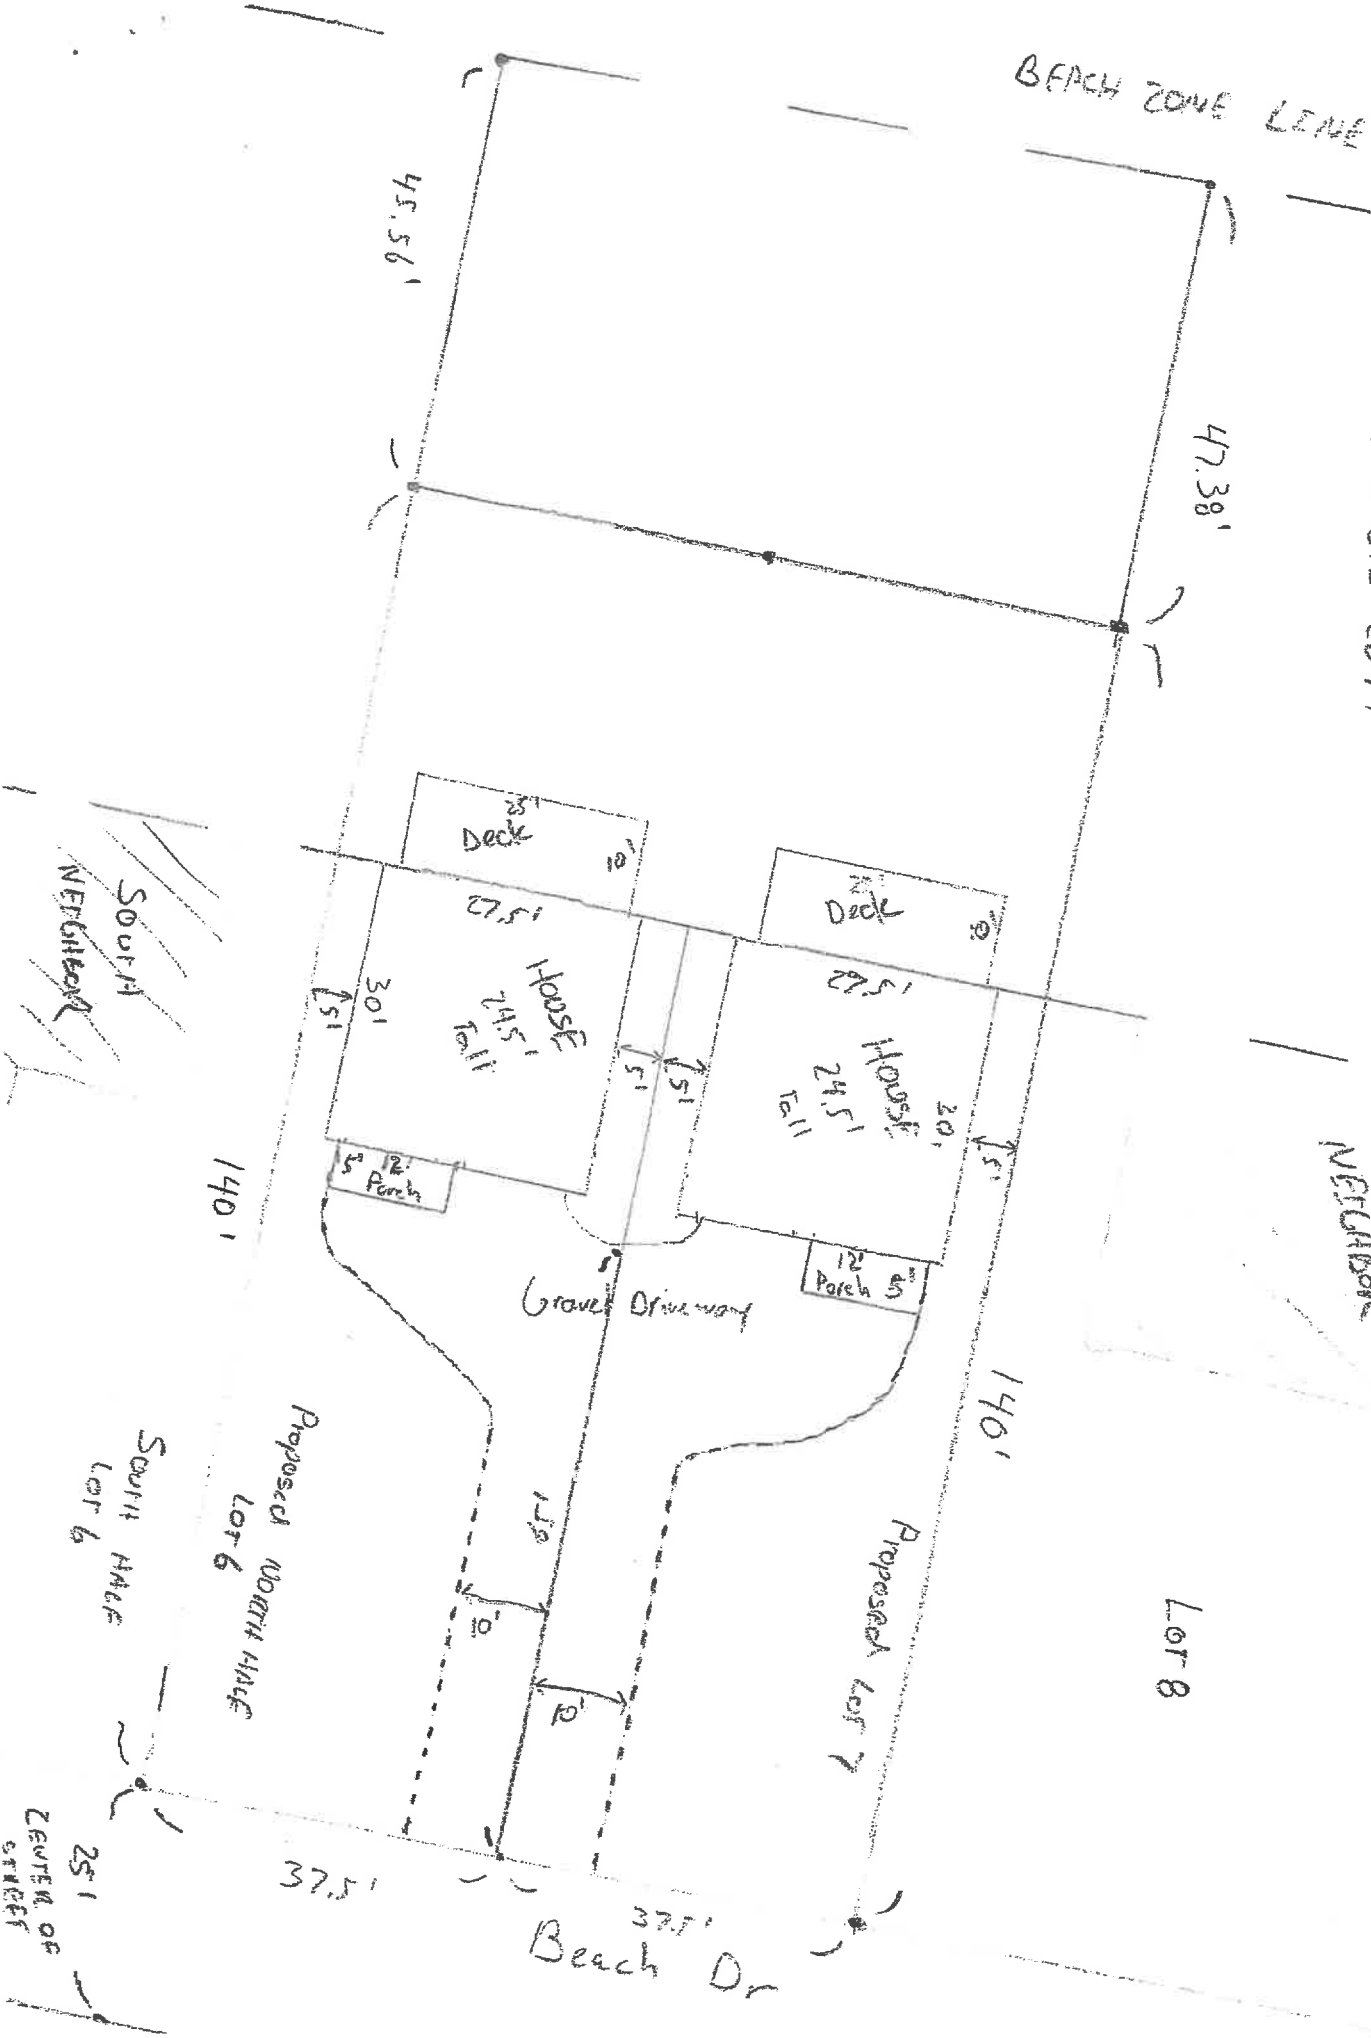 BEACH ZONE LINE
45.56'
47.38'
Deck
10'
Deck
10'
27.5'
27.5'
SOUTH
NEIGHBOR
HOUSE
24.5'
Tall
30'
5'
5'
5'
HOUSE
24.5'
Tall
5'
NEIGHBOR
12'
5'
Porch
12'
Porch 5'
140'
Gravel Driveway
140'
Proposed NORTH HALF
LOT 6
SOUTH HALF
LOT 6
10'
10'
Proposed LOT 7
LOT 8
37.5'
37.5'
Beach Dr
25'
CENTER OF
STREET